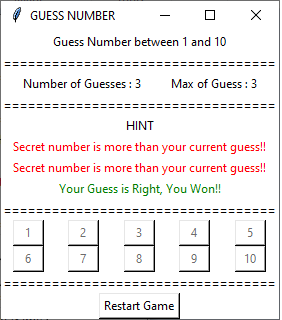 GUESS NUMBER
Guess Number between 1 and 10
========================================
Number of Guesses : 3 Max of Guess : 3
========================================
HINT
Secret number is more than your current guess!!
Secret number is more than your current guess!!
Your Guess is Right, You Won!!
========================================
1 2 3 4 5
6 7 8 9 10
========================================
Restart Game